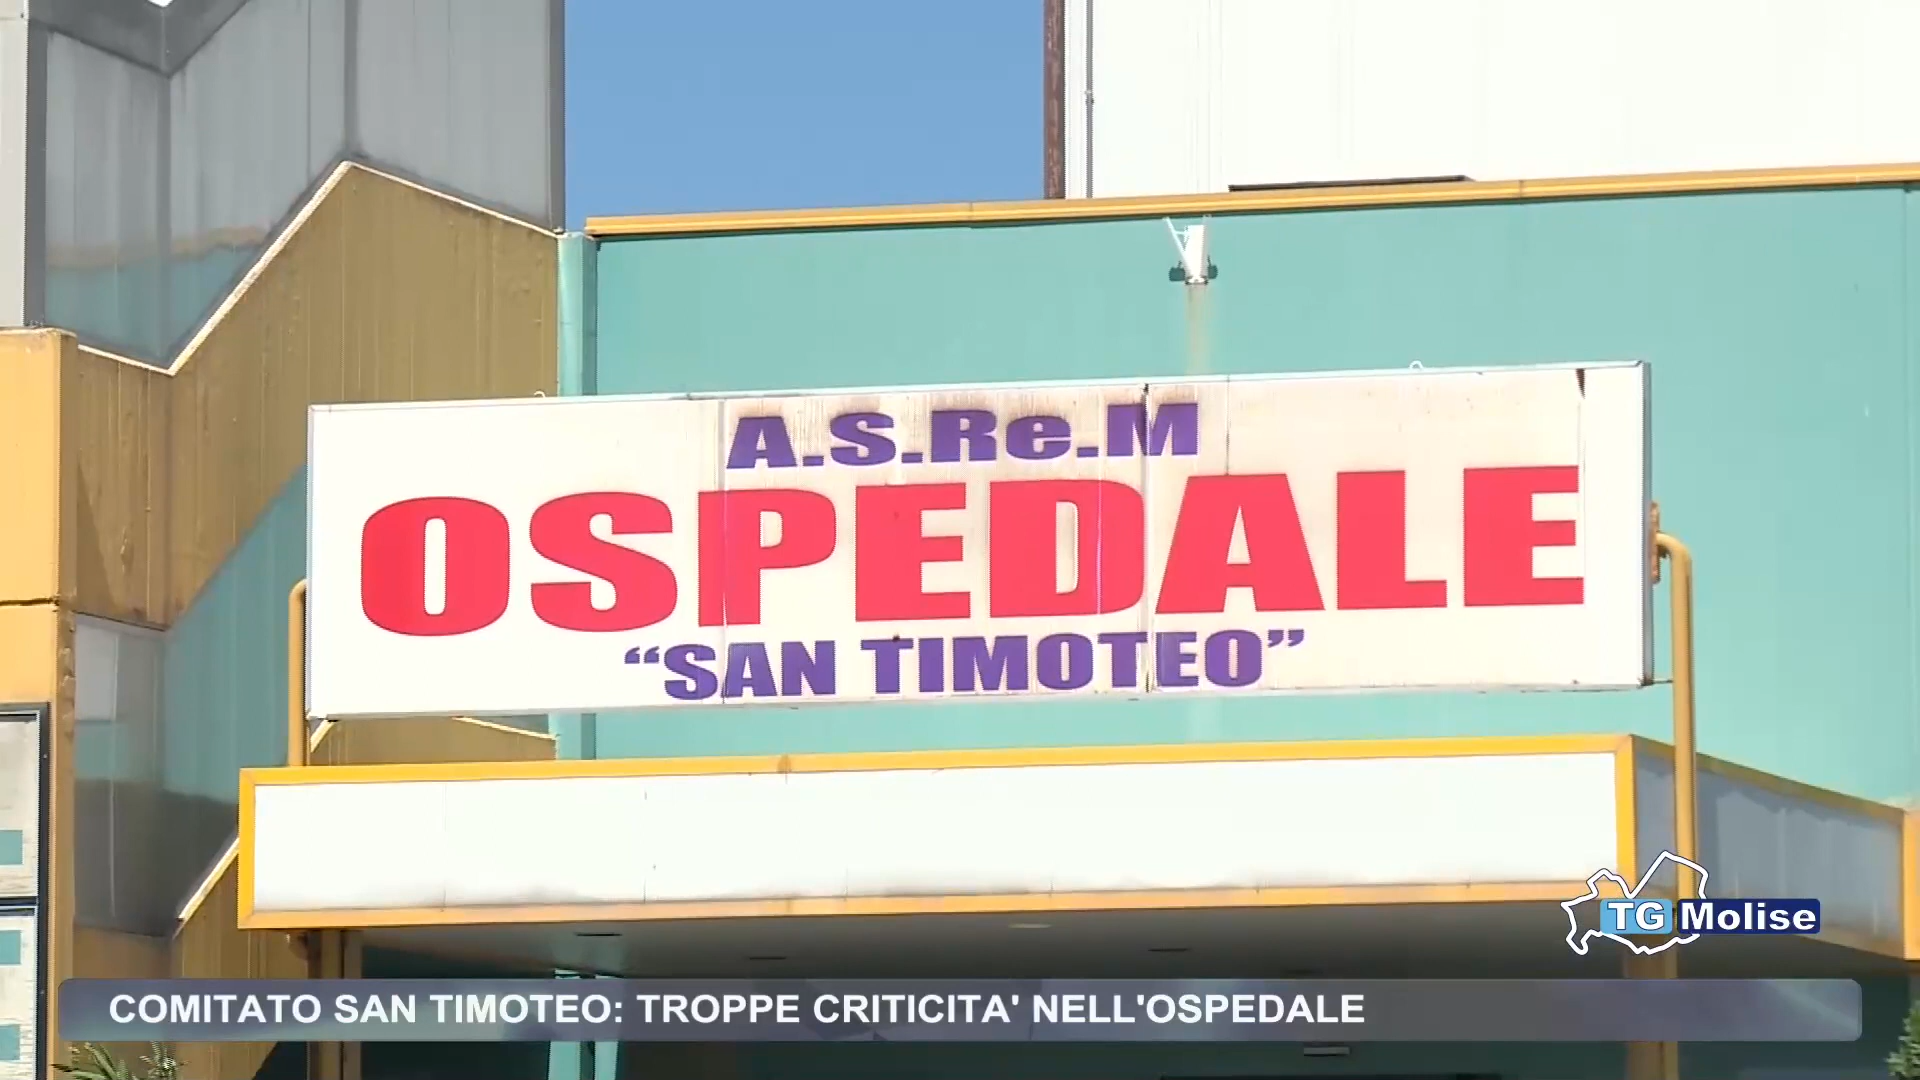 A.S.Re.M
OSPEDALE
“SAN TIMOTEO”
TG Molise
COMITATO SAN TIMOTEO: TROPPE CRITICITA' NELL'OSPEDALE